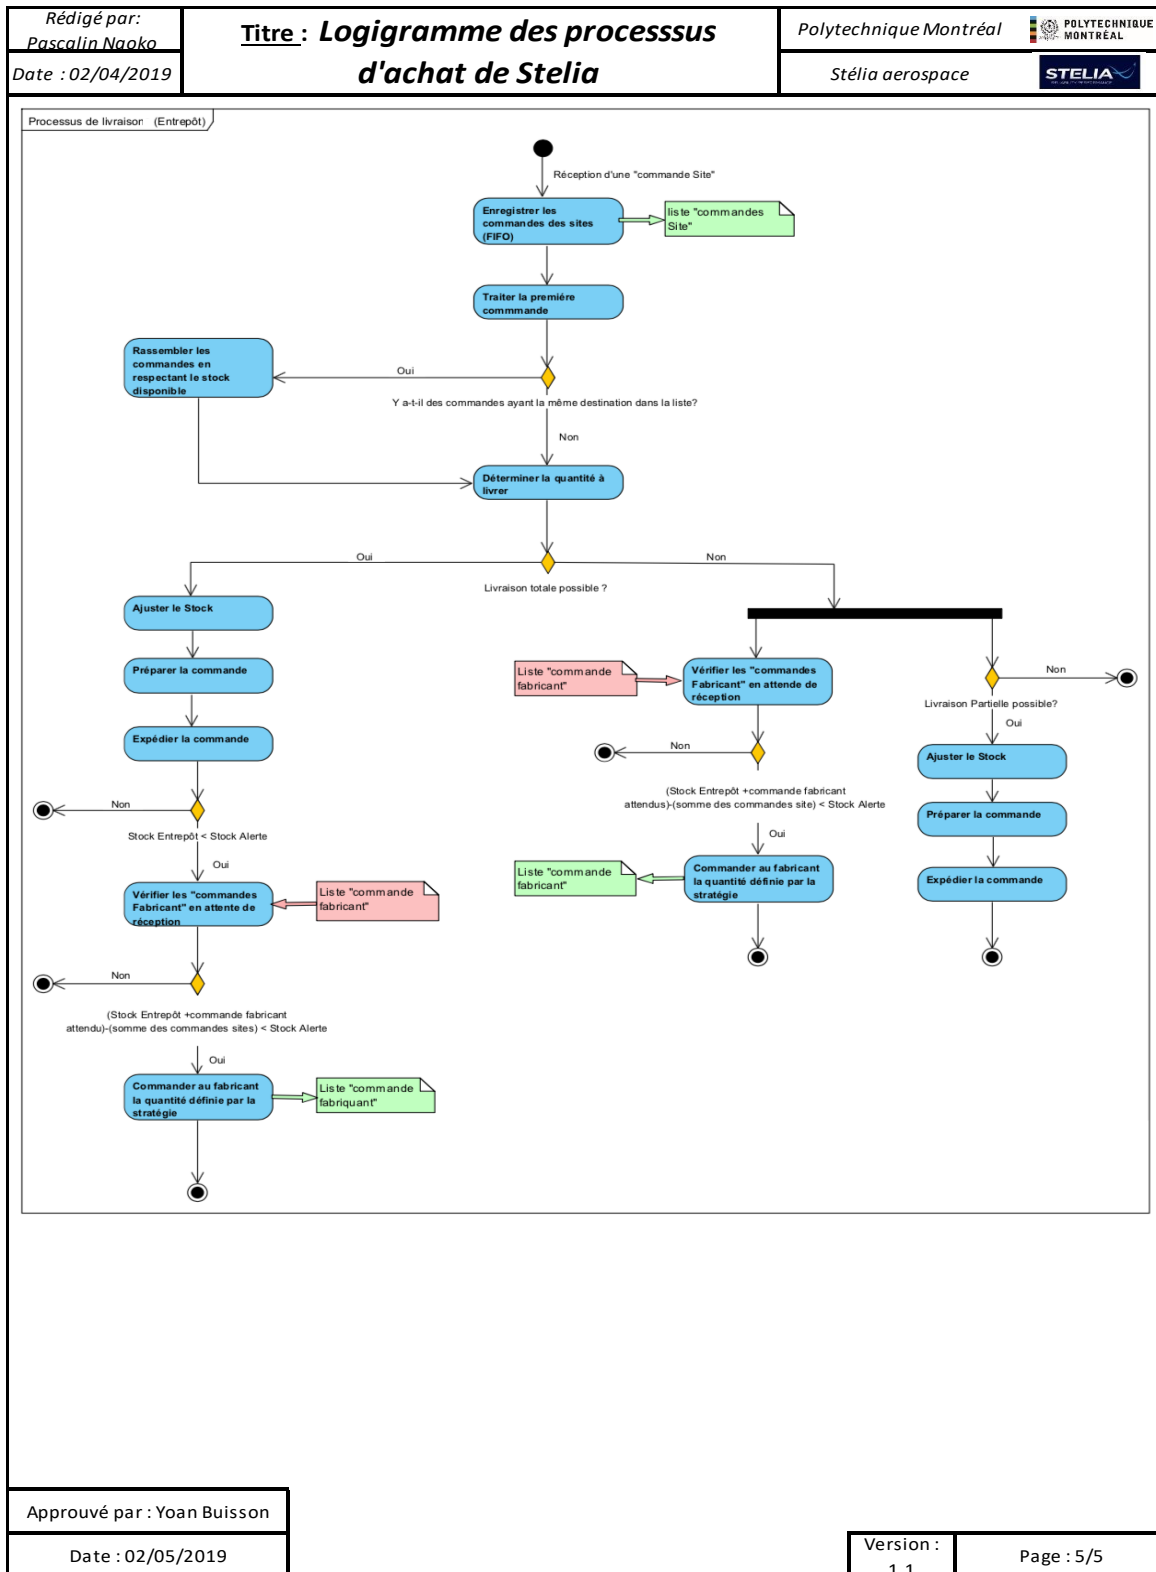 Rédigé par:
Pascalin Ngoko
Date : 02/04/2019
Titre : Logigramme des processsus
d'achat de Stelia
Polytechnique Montréal
POLYTECHNIQUE
MONTRÉAL
Stélia aerospace
STELIA
Processus de livraison (Entrepôt)
Réception d'une "commande Site"
Enregistrer les
commandes des sites
(FIFO)
liste "commandes
Site"
Traiter la premiére
commmande
Rassembler les
commandes en
respectant le stock
disponible
Oui
Y a-t-il des commandes ayant la même destination dans la liste?
Non
Déterminer la quantité à
livrer
Oui
Non
Livraison totale possible ?
Ajuster le Stock
Préparer la commande
Expédier la commande
Non
Stock Entrepôt < Stock Alerte
Oui
Vérifier les "commandes
Fabricant" en attente de
réception
Liste "commande
fabricant"
Non
(Stock Entrepôt +commande fabricant
attendu)-(somme des commandes sites) < Stock Alerte
Oui
Commander au fabricant
la quantité définie par la
stratégie
Liste "commande
fabriquant"
Liste "commande
fabricant"
Vérifier les "commandes
Fabricant" en attende de
réception
Non
(Stock Entrepôt +commande fabricant
attendus)-(somme des commandes site) < Stock Alerte
Oui
Liste "commande
fabricant"
Commander au fabricant
la quantité définie par la
stratégie
Non
Livraison Partielle possible?
Oui
Ajuster le Stock
Préparer la commande
Expédier la commande
Approuvé par : Yoan Buisson
Date : 02/05/2019
Version :
1.1
Page : 5/5